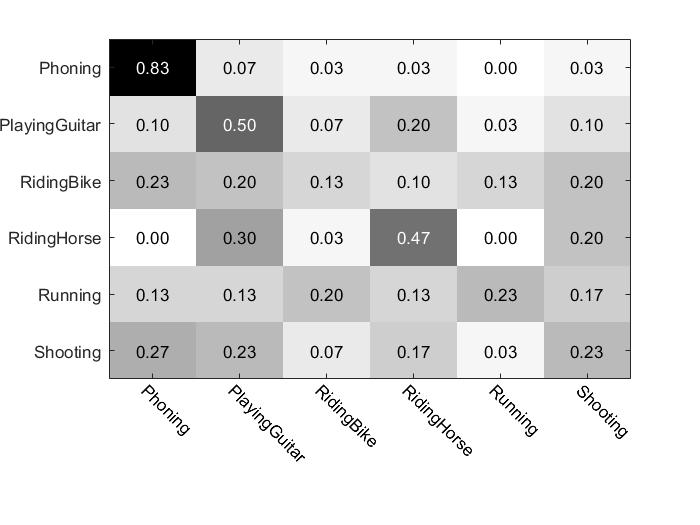 Phoning 0.83 0.07 0.03 0.03 0.00 0.03
PlayingGuitar 0.10 0.50 0.07 0.20 0.03 0.10
RidingBike 0.23 0.20 0.13 0.10 0.13 0.20
RidingHorse 0.00 0.30 0.03 0.47 0.00 0.20
Running 0.13 0.13 0.20 0.13 0.23 0.17
Shooting 0.27 0.23 0.07 0.17 0.03 0.23
Phoning PlayingGuitar RidingBike RidingHorse Running Shooting